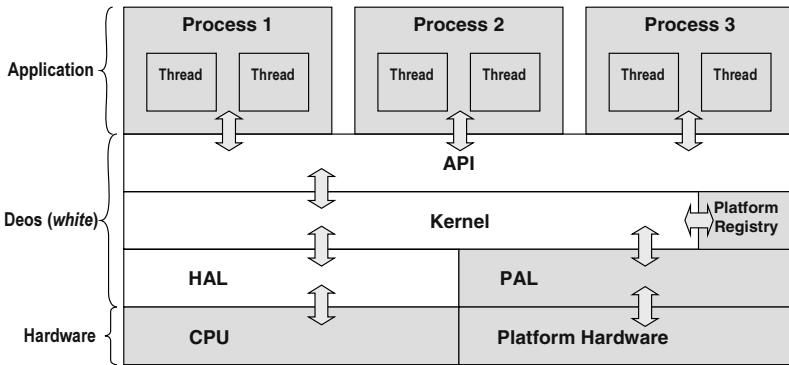 Process 1
Process 2
Process 3
Application
Thread
Thread
Thread
Thread
Thread
Thread
API
Deos (white)
Kernel
Platform
Registry
HAL
PAL
Hardware
CPU
Platform Hardware